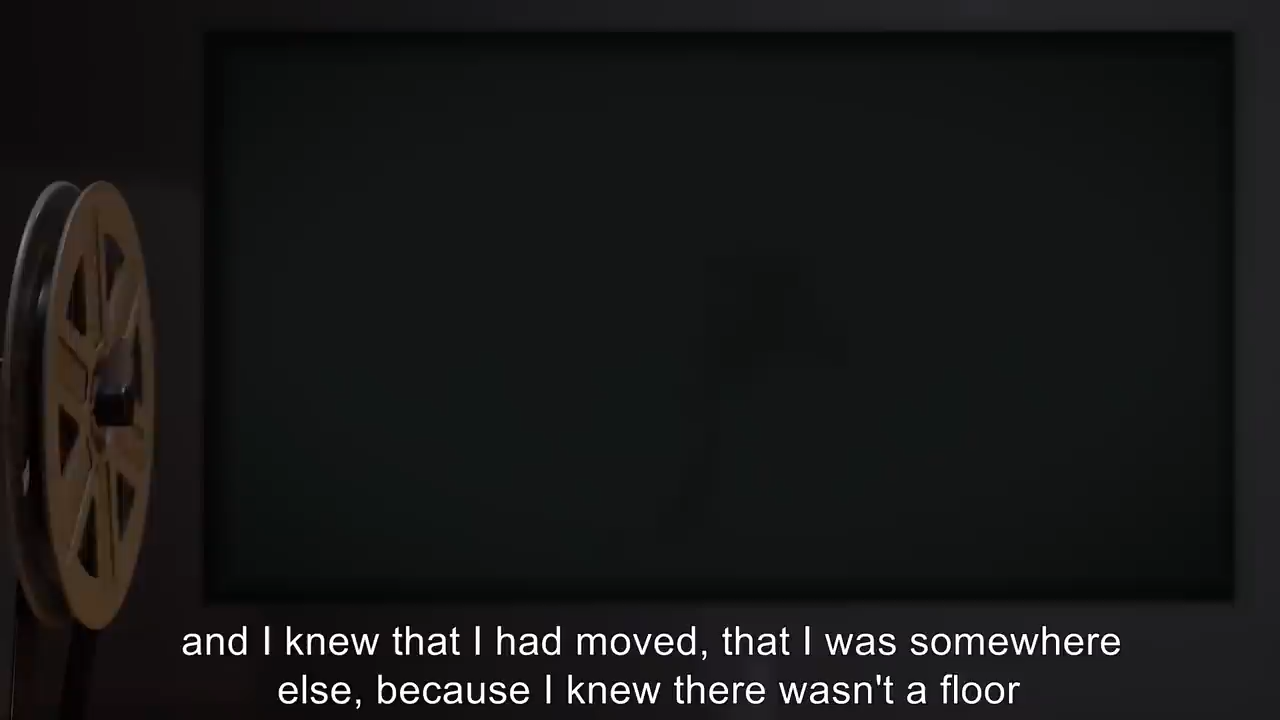 and I knew that I had moved, that I was somewhere
else, because I knew there wasn't a floor